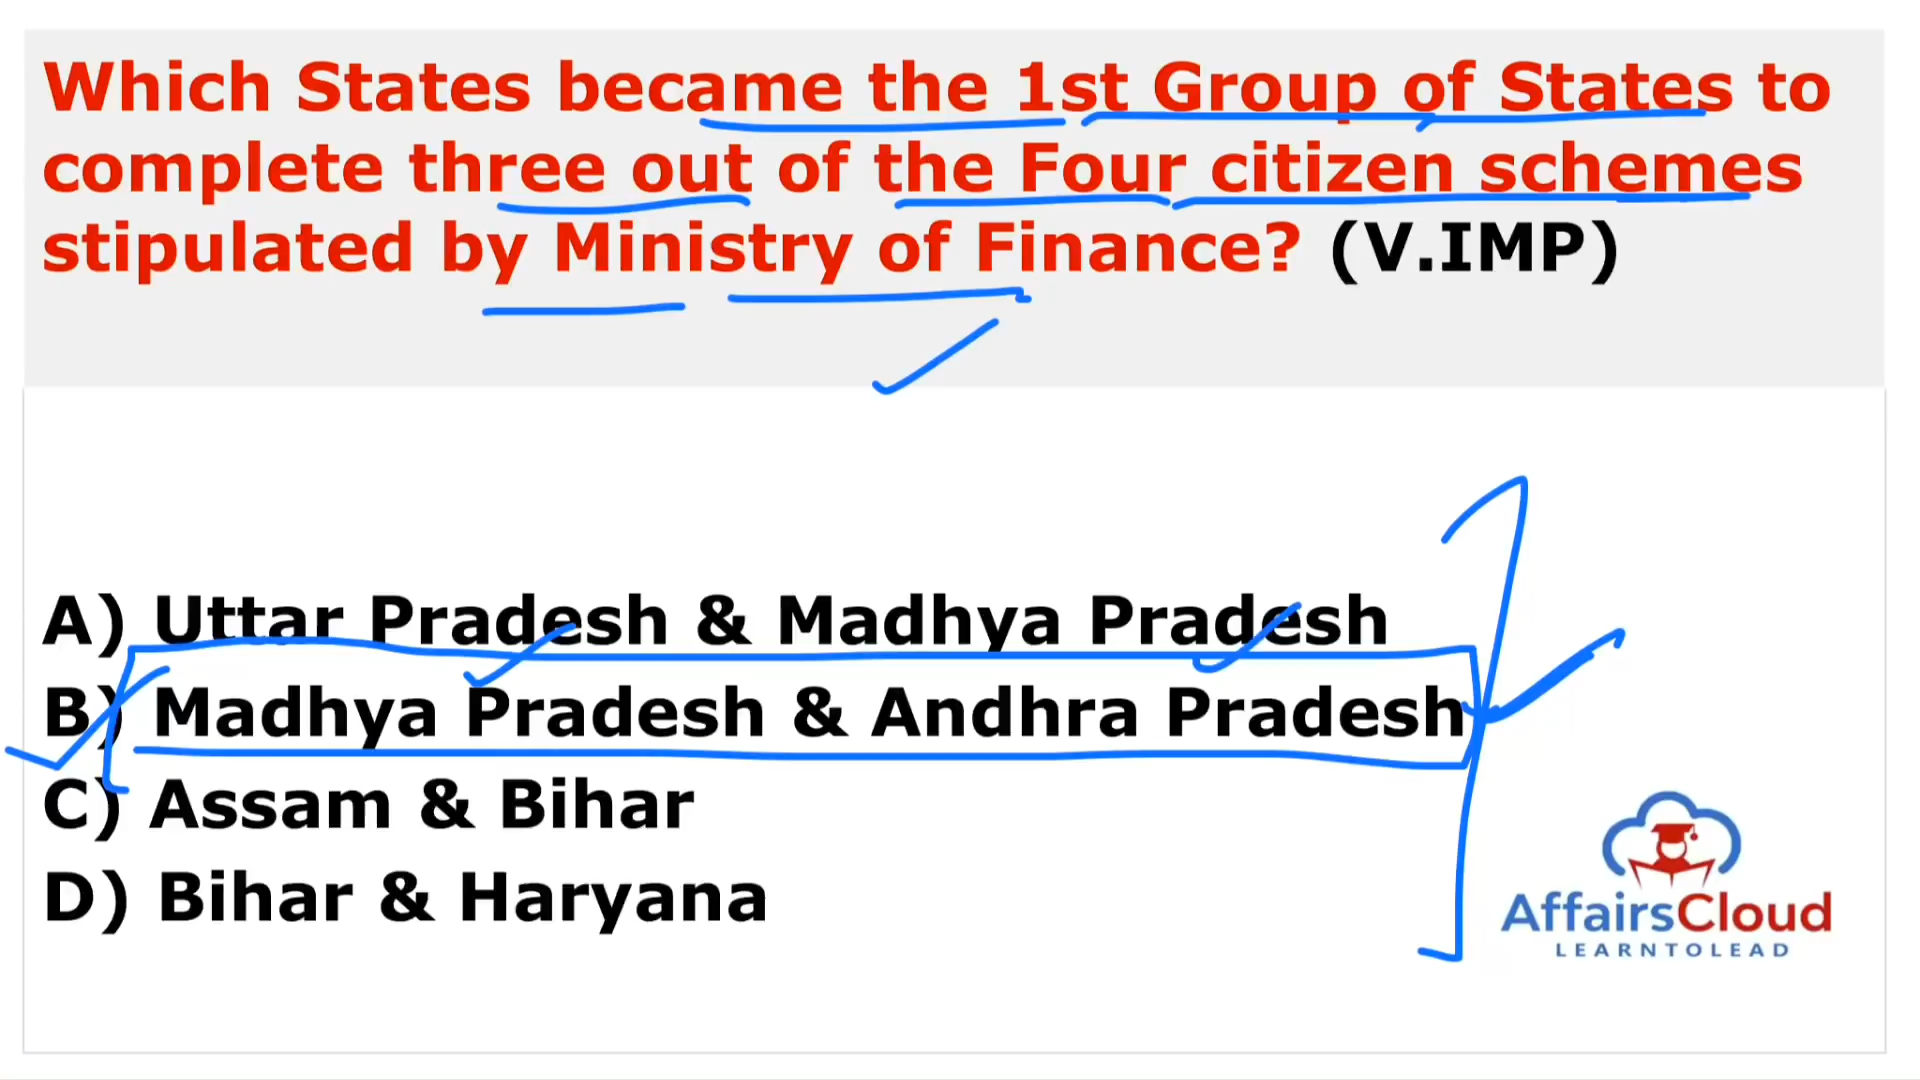 Which States became the 1st Group of States to
complete three out of the Four citizen schemes
stipulated by Ministry of Finance? (V.IMP)
A) Uttar Pradesh & Madhya Pradesh
B) Madhya Pradesh & Andhra Pradesh
C) Assam & Bihar
D) Bihar & Haryana
AffairsCloud
LEARNTOLEAD